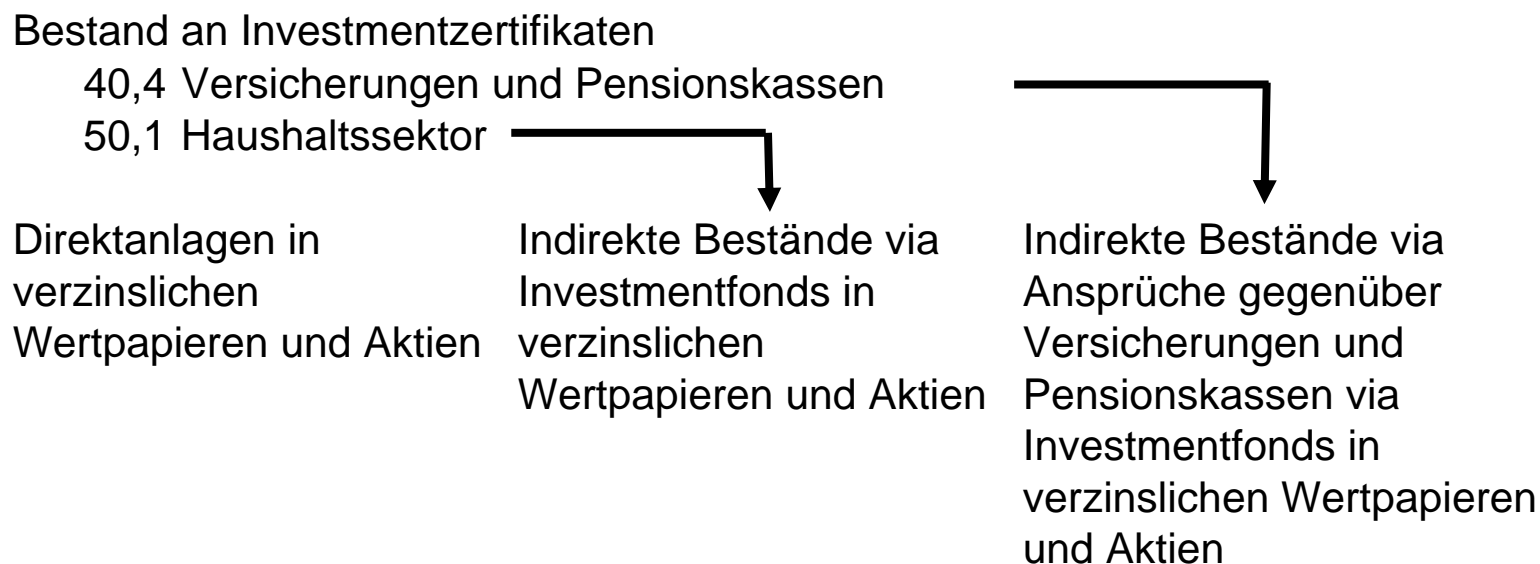 Bestand an Investmentzertifikaten
40,4 Versicherungen und Pensionskassen
50,1 Haushaltssektor
Direktanlagen in
verzinslichen
Wertpapieren und Aktien
Indirekte Bestände via
Investmentfonds in
verzinslichen
Wertpapieren und Aktien
Indirekte Bestände via
Ansprüche gegenüber
Versicherungen und
Pensionskassen via
Investmentfonds in
verzinslichen Wertpapieren
und Aktien